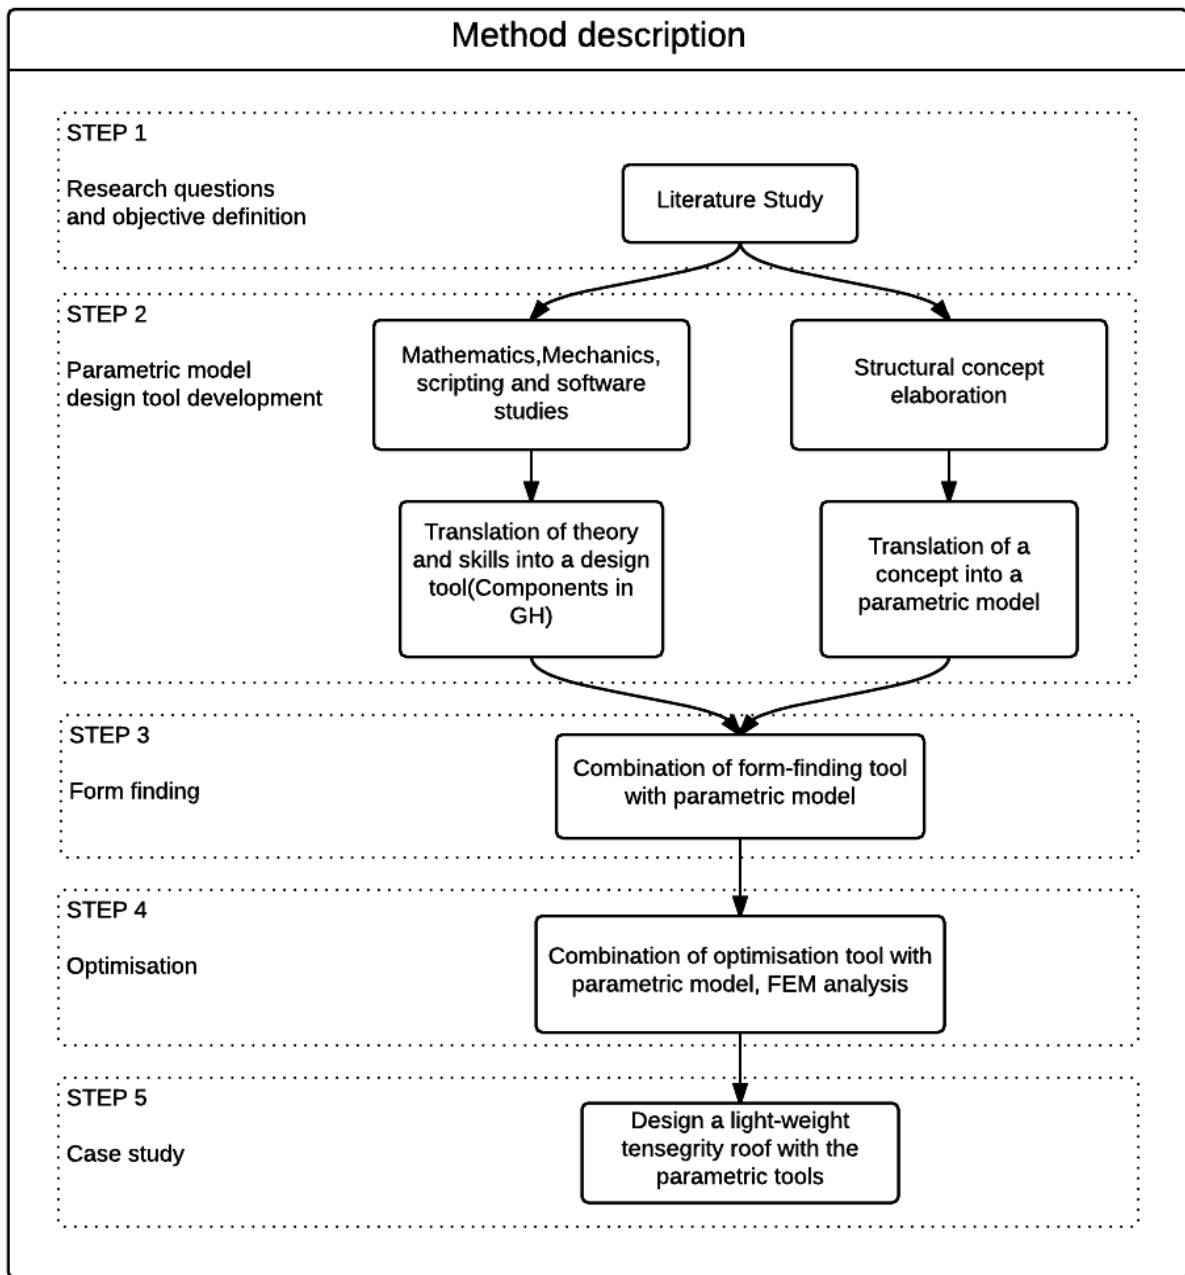 Method description
STEP 1
Research questions
and objective definition
Literature Study
STEP 2
Parametric model
design tool development
Mathematics,Mechanics,
scripting and software
studies
Structural concept
elaboration
Translation of theory
and skills into a design
tool(Components in
GH)
Translation of a
concept into a
parametric model
STEP 3
Form finding
Combination of form-finding tool
with parametric model
STEP 4
Optimisation
Combination of optimisation tool with
parametric model, FEM analysis
STEP 5
Case study
Design a light-weight
tensegrity roof with the
parametric tools